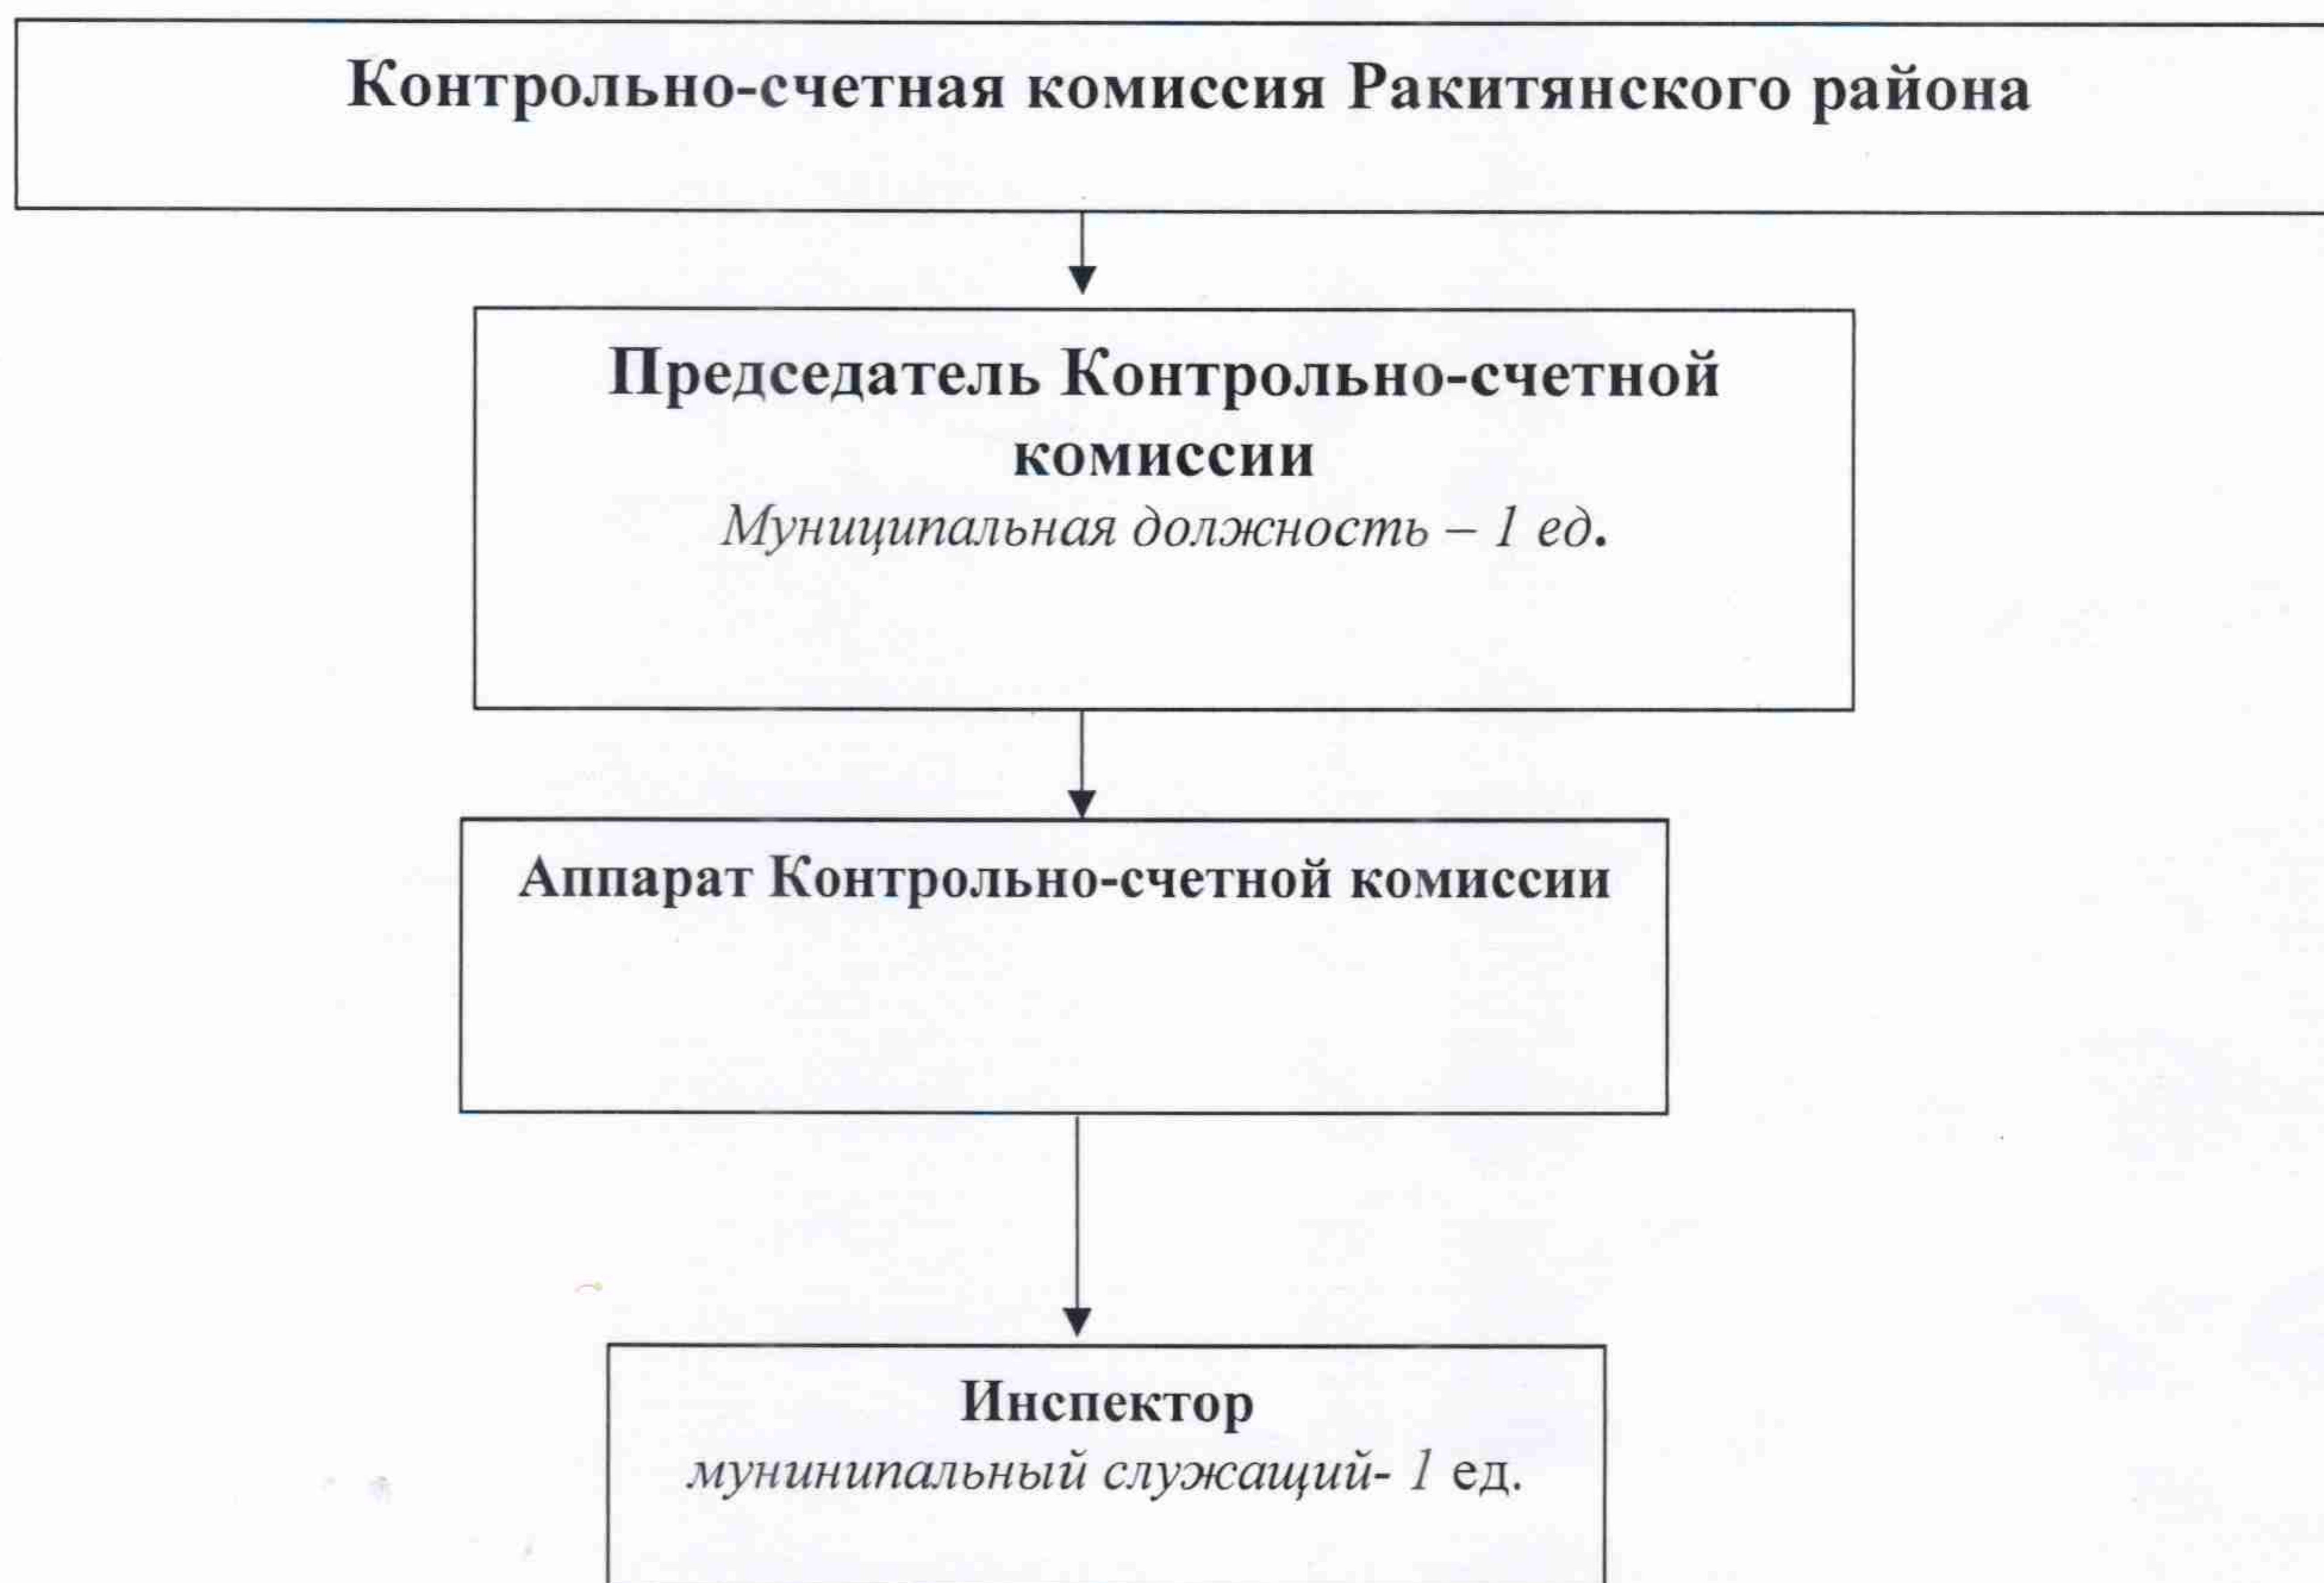 Контрольно-счетная комиссия Ракитянского района
Председатель Контрольно-счетной
комиссии
Муниципальная должность – 1 ед.
Аппарат Контрольно-счетной комиссии
Инспектор
мунинипальный служащий- 1 ед.